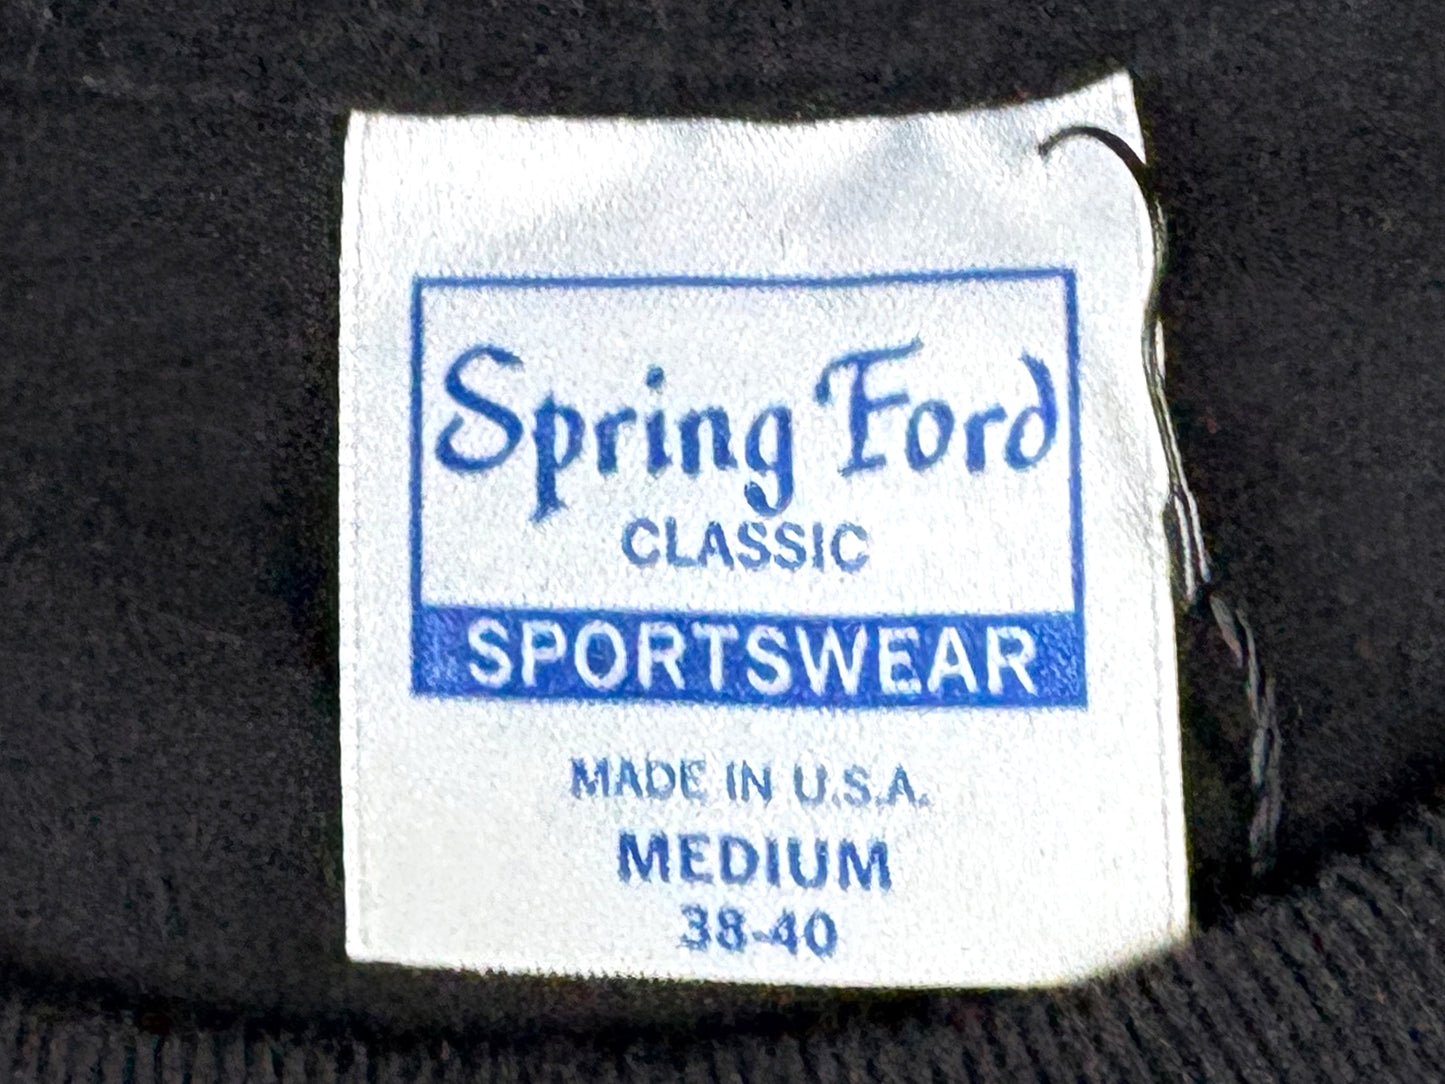 Spring Ford
CLASSIC
SPORTSWEAR
MADE IN U.S.A.
MEDIUM
38-40